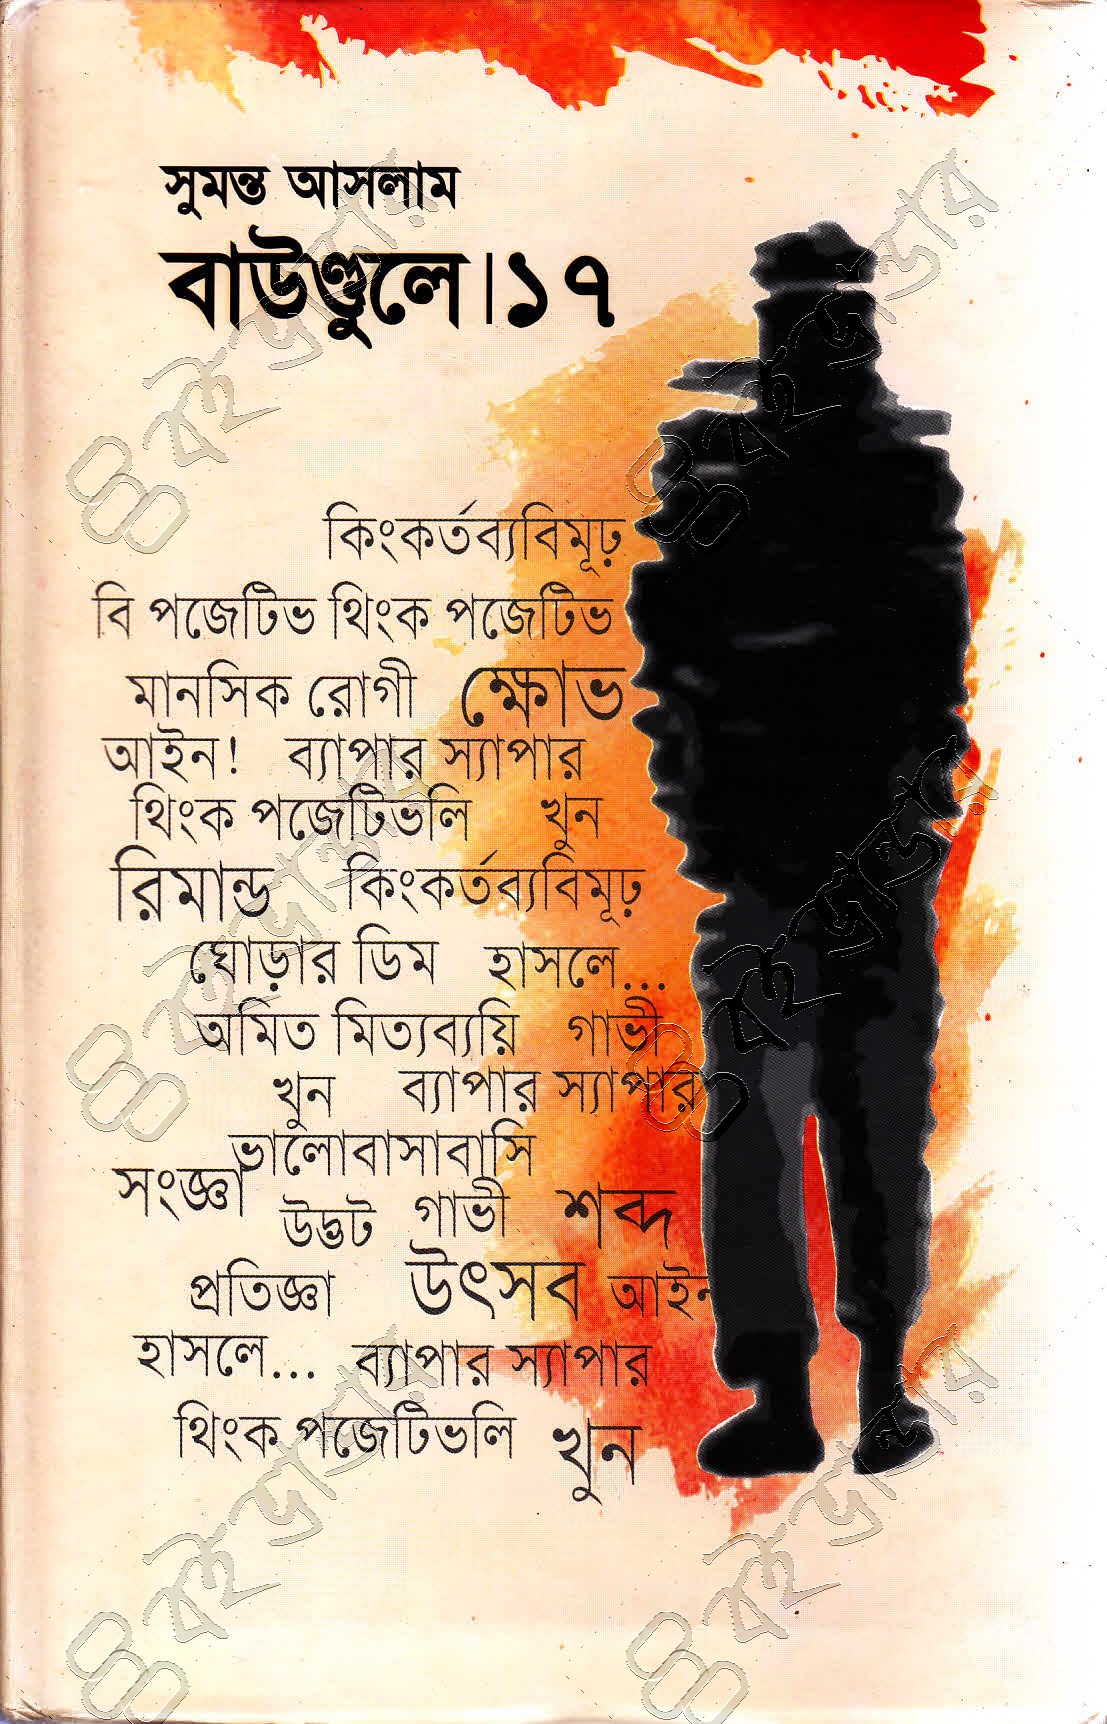 সুমন্ত আসলাম
বাউণ্ডুলে।১৭
কিংকর্তব্যবিমূঢ়
বি পজেটিভ থিংক পজেটিভ
মানসিক রোগী ক্ষোভ
আইন! ব্যাপার স্যাপার
থিংক পজেটিভলি খুন
রিমান্ড কিংকর্তব্যবিমূঢ়
ঘোড়ার ডিম হাসলে...
অমিত মিত্যব্যয়ি গাভী
খুন ব্যাপার স্যাপার
ভালোবাসাবাসি
সংজ্ঞা
উদ্ভট গাভী শব্দ
প্রতিজ্ঞা উৎসব আইন
হাসলে... ব্যাপার স্যাপার
থিংক পজেটিভলি খুন